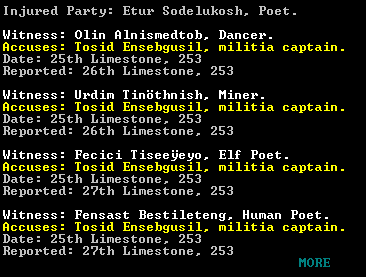 Injured Party: Etur Sodelukosh, Poet.
Witness: Olin Alnismedtob, Dancer.
Accuses: Tosid Ensebgusil, militia captain.
Date: 25th Limestone, 253
Reported: 26th Limestone, 253
Witness: Urdim Tinöthnish, Miner.
Accuses: Tosid Ensebgusil, militia captain.
Date: 25th Limestone, 253
Reported: 26th Limestone, 253
Witness: Fecici Tiseeÿeyo, Elf Poet.
Accuses: Tosid Ensebgusil, militia captain.
Date: 25th Limestone, 253
Reported: 27th Limestone, 253
Witness: Fensast Bestileteng, Human Poet.
Accuses: Tosid Ensebgusil, militia captain.
Date: 25th Limestone, 253
Reported: 27th Limestone, 253
MORE